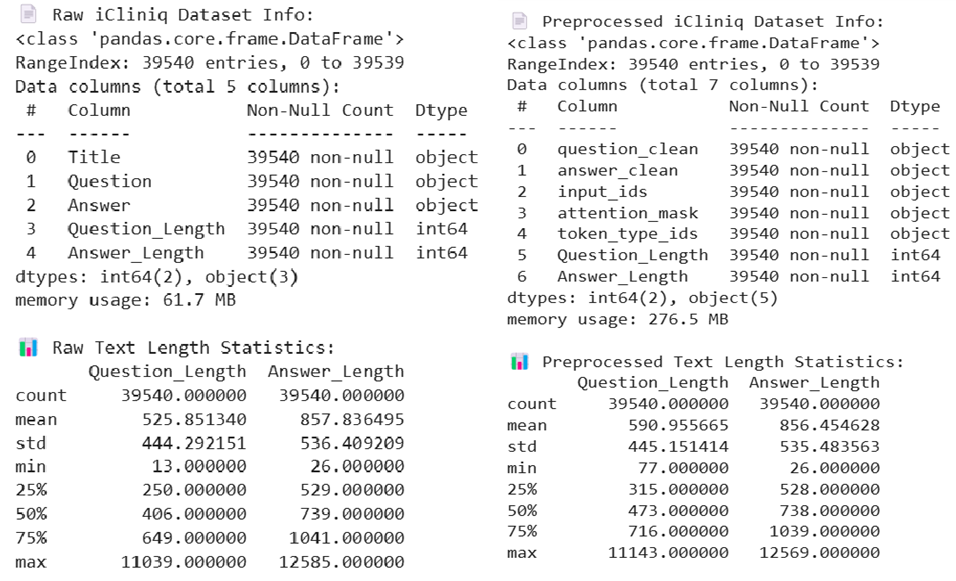 Raw iCliniq Dataset Info:
<class 'pandas.core.frame.DataFrame'>
RangeIndex: 39540 entries, 0 to 39539
Data columns (total 5 columns):
 #   Column           Non-Null Count  Dtype
---  ------           --------------  -----
 0   Title            39540 non-null  object
 1   Question         39540 non-null  object
 2   Answer           39540 non-null  object
 3   Question_Length  39540 non-null  int64
 4   Answer_Length    39540 non-null  int64
dtypes: int64(2), object(3)
memory usage: 61.7 MB
Raw Text Length Statistics:
       Question_Length  Answer_Length
count     39540.000000   39540.000000
mean        525.851340     857.836495
std         444.292151     536.409209
min          13.000000      26.000000
25%         250.000000     529.000000
50%         406.000000     739.000000
75%         649.000000    1041.000000
max       11039.000000   12585.000000
Preprocessed iCliniq Dataset Info:
<class 'pandas.core.frame.DataFrame'>
RangeIndex: 39540 entries, 0 to 39539
Data columns (total 7 columns):
 #   Column           Non-Null Count  Dtype
---  ------           --------------  -----
 0   question_clean   39540 non-null  object
 1   answer_clean     39540 non-null  object
 2   input_ids        39540 non-null  object
 3   attention_mask   39540 non-null  object
 4   token_type_ids   39540 non-null  object
 5   Question_Length  39540 non-null  int64
 6   Answer_Length    39540 non-null  int64
dtypes: int64(2), object(5)
memory usage: 276.5 MB
Preprocessed Text Length Statistics:
       Question_Length  Answer_Length
count     39540.000000   39540.000000
mean        590.955665     856.454628
std         445.151414     535.483563
min          77.000000      26.000000
25%         315.000000     528.000000
50%         473.000000     738.000000
75%         716.000000    1039.000000
max       11143.000000   12569.000000